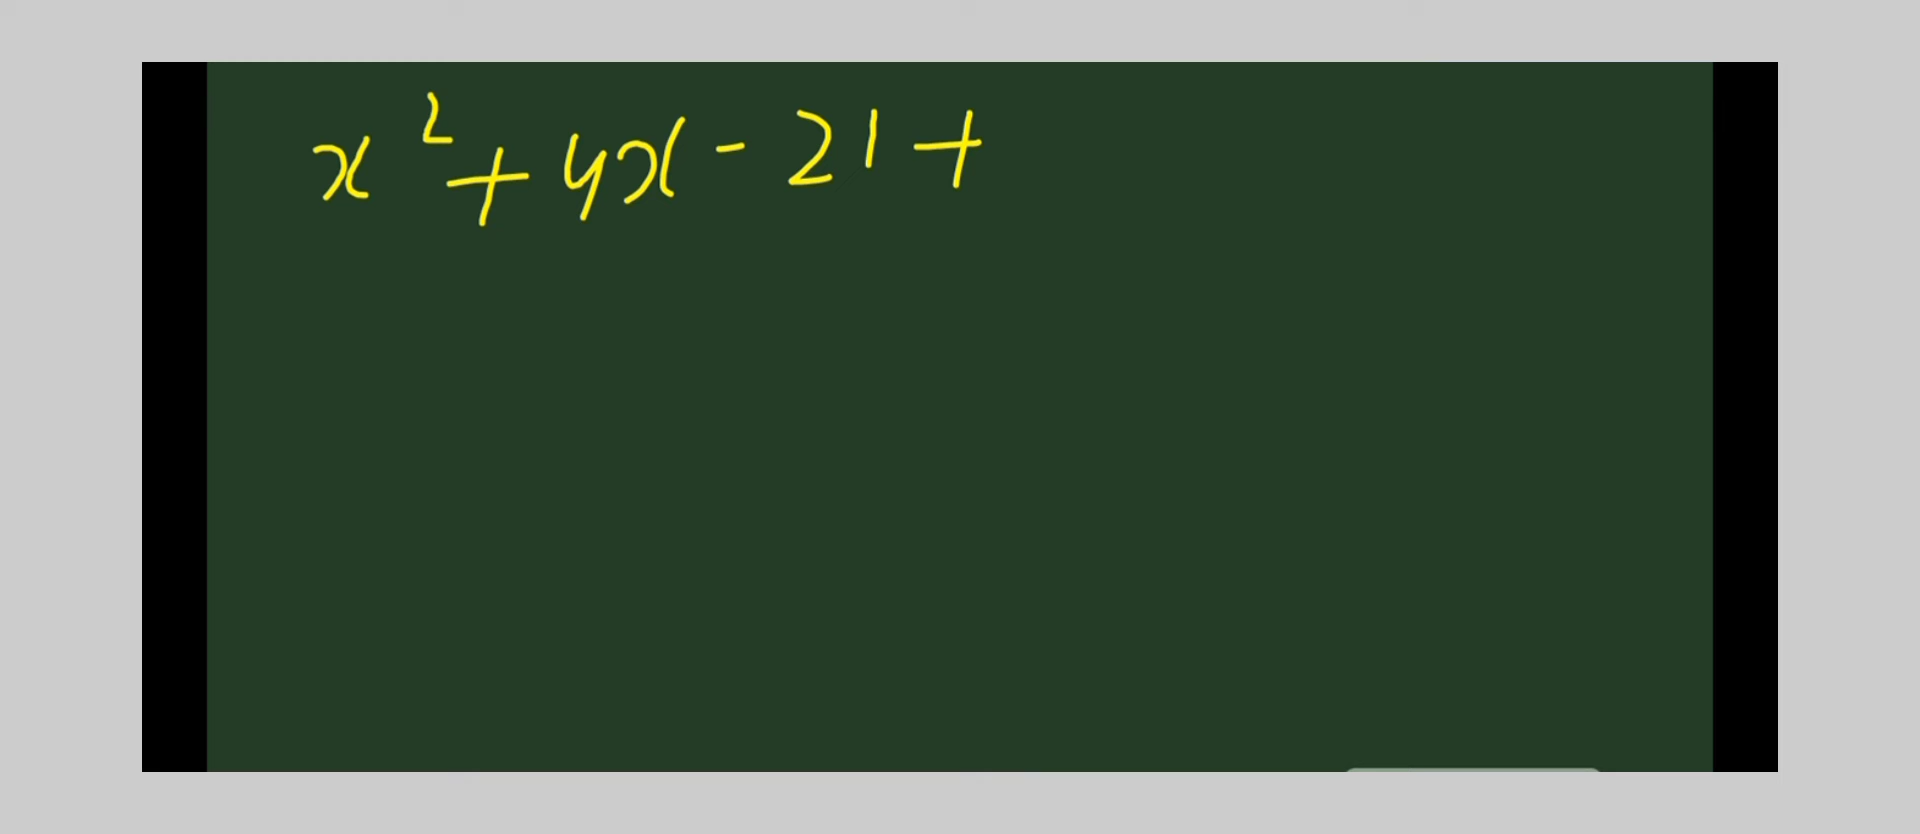 x² + 4x - 21 +